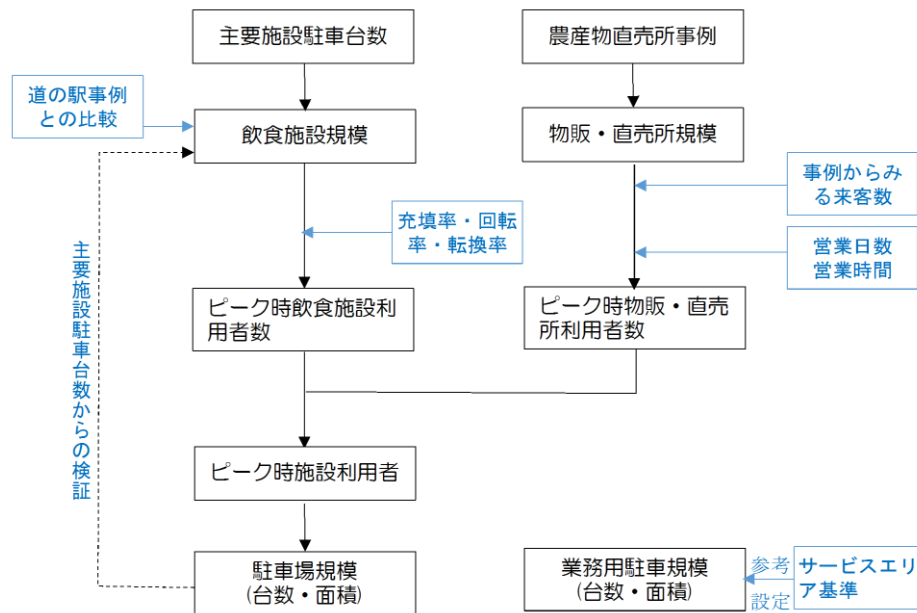 主要施設駐車台数
農産物直売所事例
道の駅事例
との比較
飲食施設規模
物販・直売所規模
事例からみ
る来客数
充填率・回転
率・転換率
営業日数
営業時間
主要施設駐車台数からの検証
ピーク時飲食施設利
用者数
ピーク時物販・直売
所利用者数
ピーク時施設利用者
駐車場規模
(台数・面積)
業務用駐車規模
(台数・面積)
参考
設定
サービスエリ
ア基準